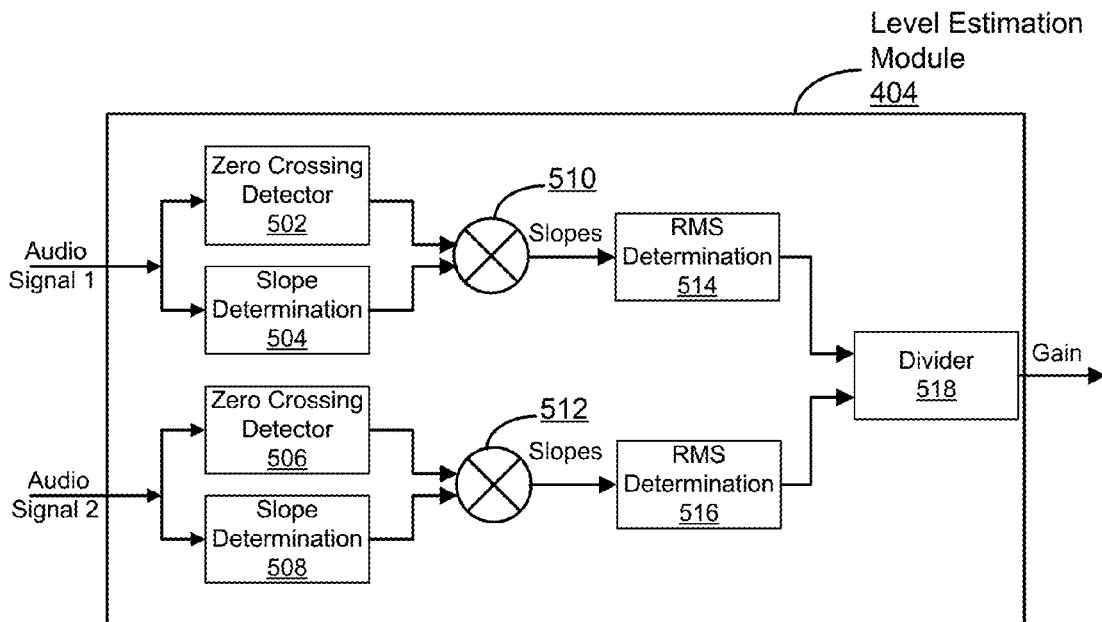 Level Estimation
Module
404
Zero Crossing
Detector
502
510
Slopes
RMS
Determination
514
Audio
Signal 1
Slope
Determination
504
Divider
518
Gain
Zero Crossing
Detector
506
512
Slopes
RMS
Determination
516
Audio
Signal 2
Slope
Determination
508